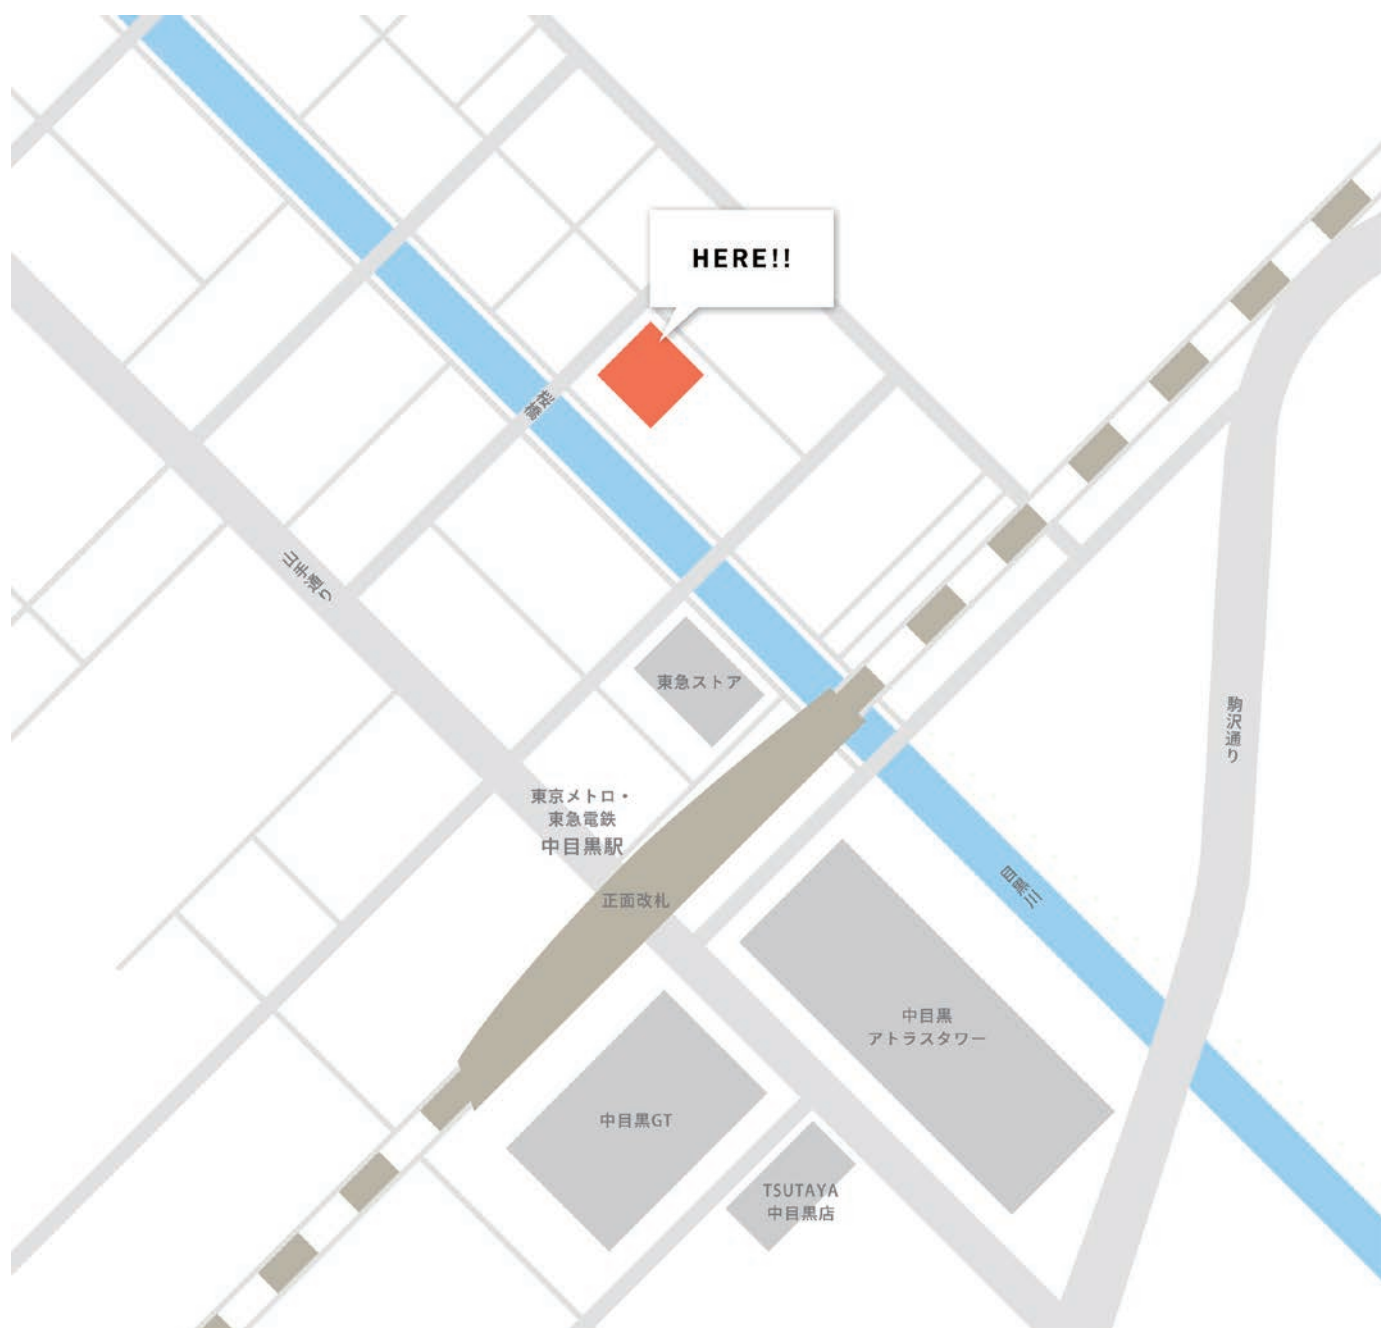 HERE!!
桜橋
山手通り
東急ストア
駒沢通り
東京メトロ・
東急電鉄
中目黒駅
正面改札
目黒川
中目黒
アトラスタワー
中目黒GT
TSUTAYA
中目黒店